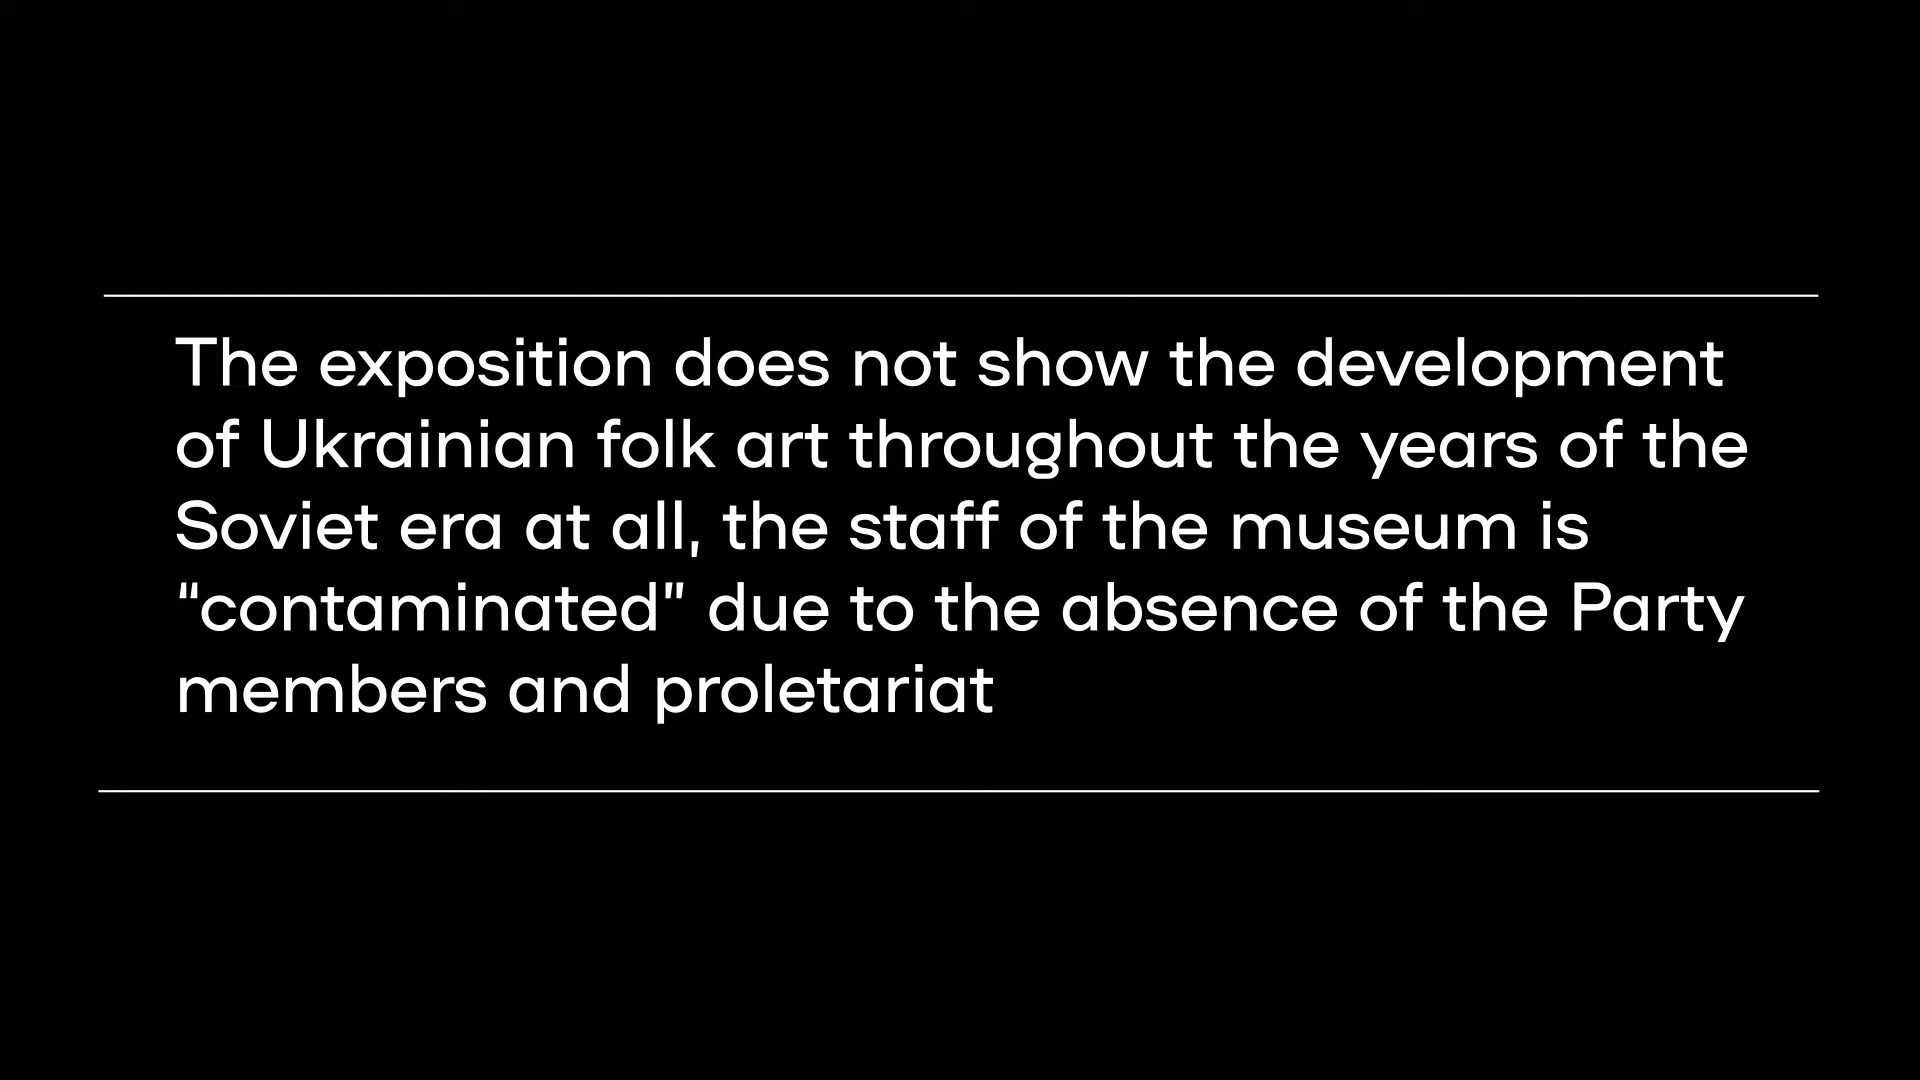 The exposition does not show the development
of Ukrainian folk art throughout the years of the
Soviet era at all, the staff of the museum is
“contaminated” due to the absence of the Party
members and proletariat